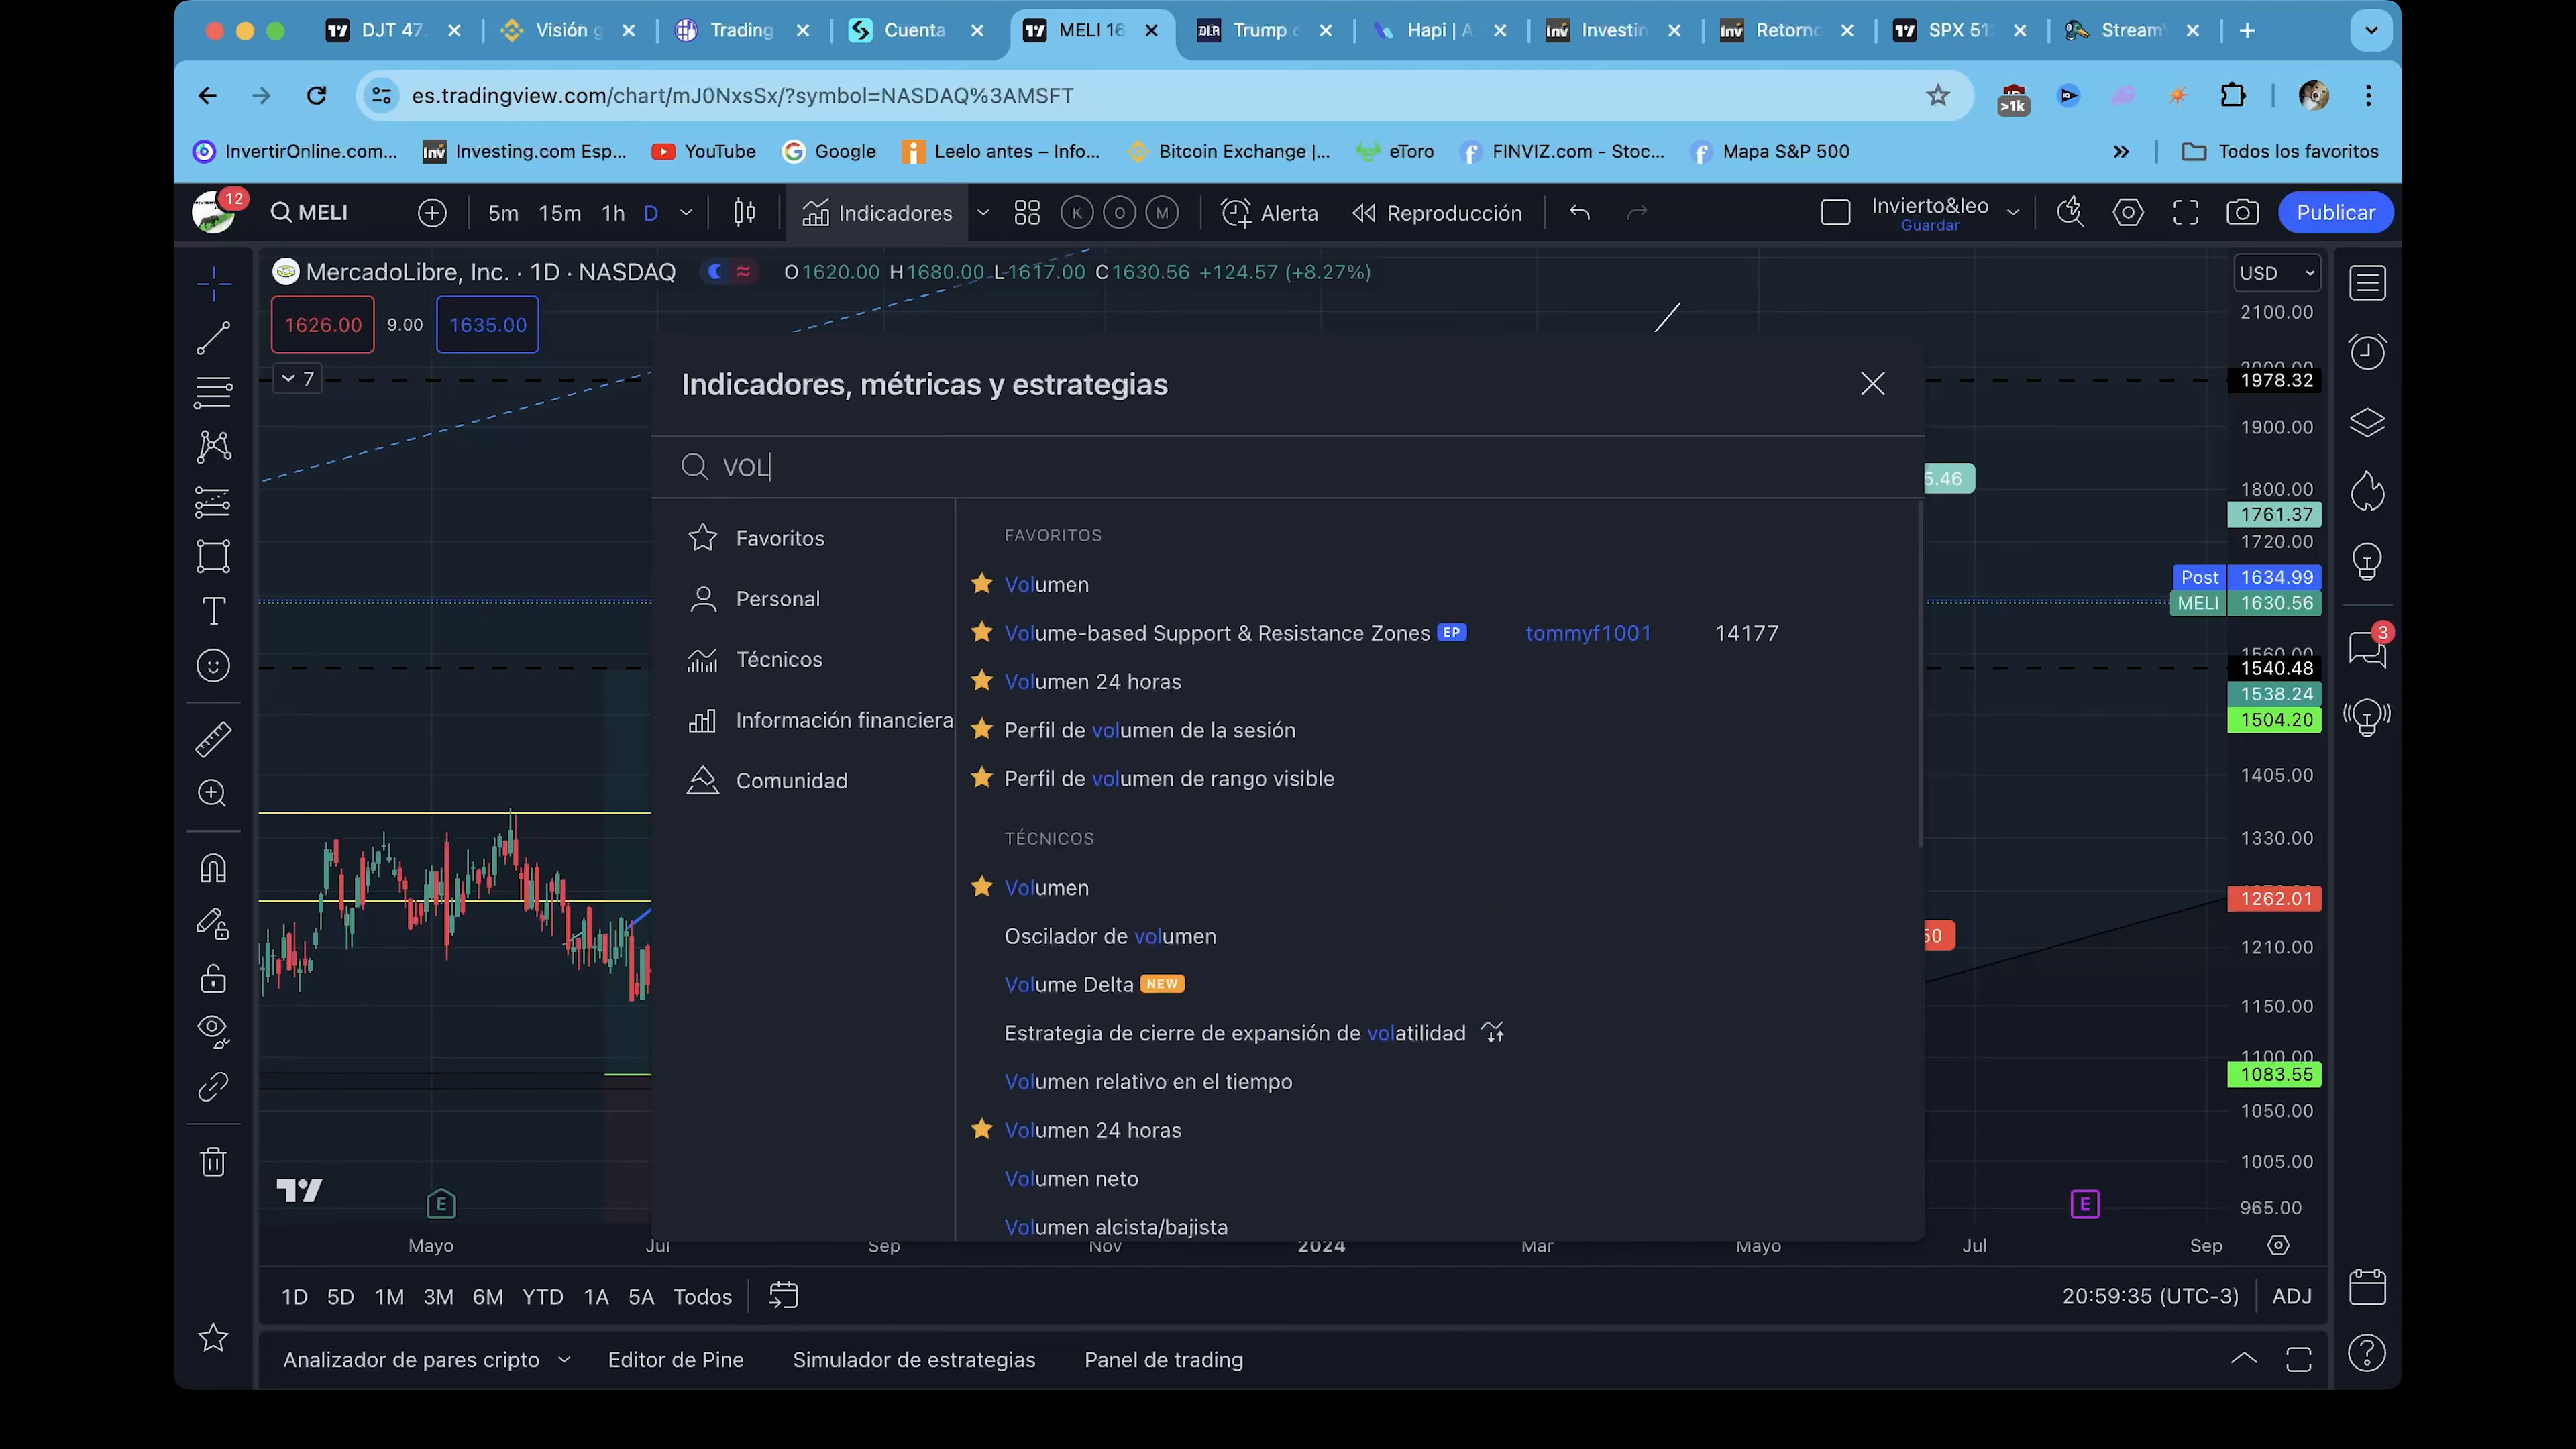 DJT 47.
Visión g
Trading
Cuenta
MELI 16
Trump c
Hapi | A
Investin
Retorno
SPX 51
Stream
es.tradingview.com/chart/mJ0NxsSx/?symbol=NASDAQ%3AMSFT
>1k
InvertirOnline.com...
Investing.com Esp...
YouTube
Google
Leelo antes – Info...
Bitcoin Exchange |...
eToro
FINVIZ.com - Stoc...
Mapa S&P 500
Todos los favoritos
12
MELI
5m
15m
1h
D
Indicadores
K
O
M
Alerta
Reproducción
Invierto&leo
Guardar
Publicar
MercadoLibre, Inc. · 1D · NASDAQ
O1620.00 H1680.00 L1617.00 C1630.56 +124.57 (+8.27%)
USD
1626.00
9.00
1635.00
7
Indicadores, métricas y estrategias
VOL
Favoritos
Personal
Técnicos
Información financiera
Comunidad
FAVORITOS
Volumen
Volume-based Support & Resistance Zones EP tommyf1001 14177
Volumen 24 horas
Perfil de volumen de la sesión
Perfil de volumen de rango visible
TÉCNICOS
Volumen
Oscilador de volumen
Volume Delta NEW
Estrategia de cierre de expansión de volatilidad
Volumen relativo en el tiempo
Volumen 24 horas
Volumen neto
Volumen alcista/bajista
5.46
50
2100.00
1978.32
1900.00
1800.00
1761.37
1720.00
Post 1634.99
MELI 1630.56
1540.48
1538.24
1504.20
1405.00
1330.00
1262.01
1210.00
1150.00
1100.00
1083.55
1050.00
1005.00
965.00
3
E
E
Mayo
Jul
Sep
Nov
2024
Mar
Mayo
Jul
Sep
1D 5D 1M 3M 6M YTD 1A 5A Todos
20:59:35 (UTC-3)
ADJ
Analizador de pares cripto
Editor de Pine
Simulador de estrategias
Panel de trading